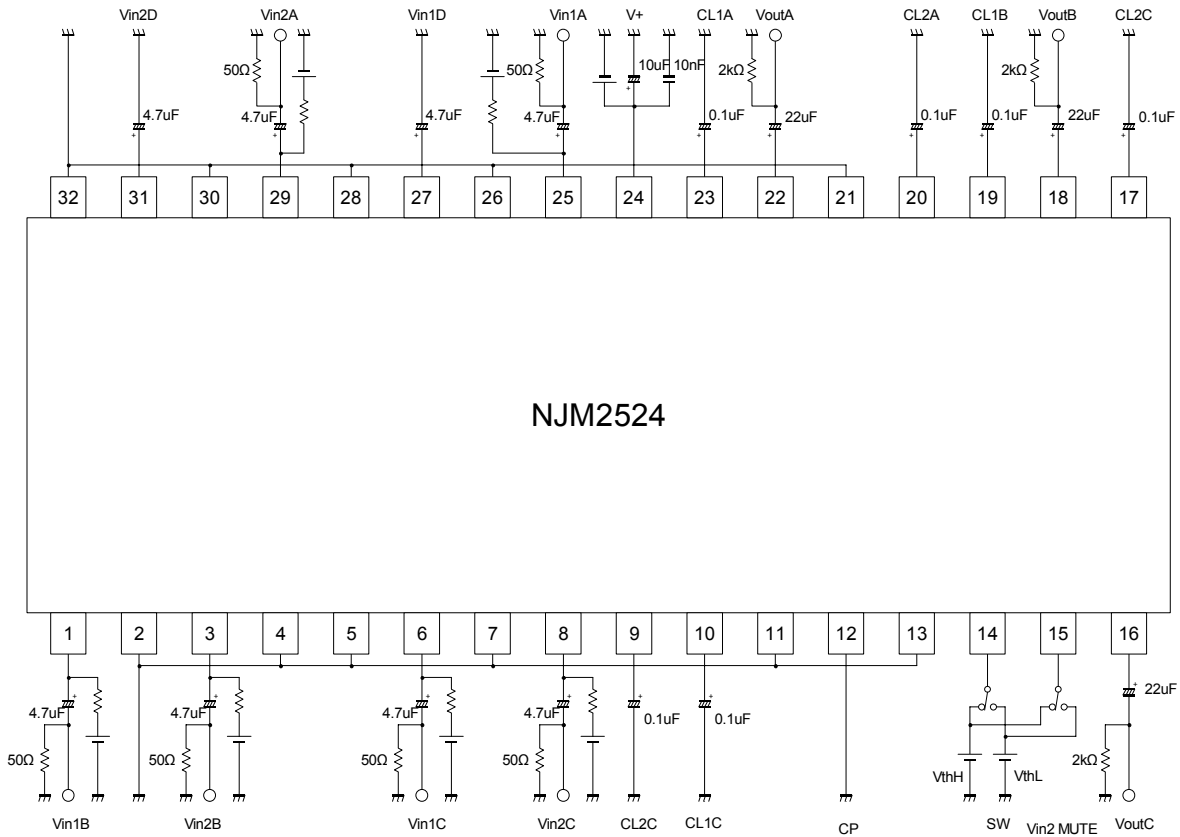 Vin2D Vin2A Vin1D Vin1A V+ CL1A VoutA CL2A CL1B VoutB CL2C
50Ω 50Ω 10uF 10nF 2kΩ 2kΩ
4.7uF 4.7uF 4.7uF 4.7uF 0.1uF 22uF 0.1uF 0.1uF 22uF 0.1uF
+ + + + + + + + + + +
32 31 30 29 28 27 26 25 24 23 22 21 20 19 18 17
NJM2524
1 2 3 4 5 6 7 8 9 10 11 12 13 14 15 16
+ + + + + + +
4.7uF 4.7uF 4.7uF 4.7uF 0.1uF 0.1uF 22uF
50Ω 50Ω 50Ω 50Ω VthH VthL 2kΩ
Vin1B Vin2B Vin1C Vin2C CL2C CL1C CP SW Vin2 MUTE VoutC